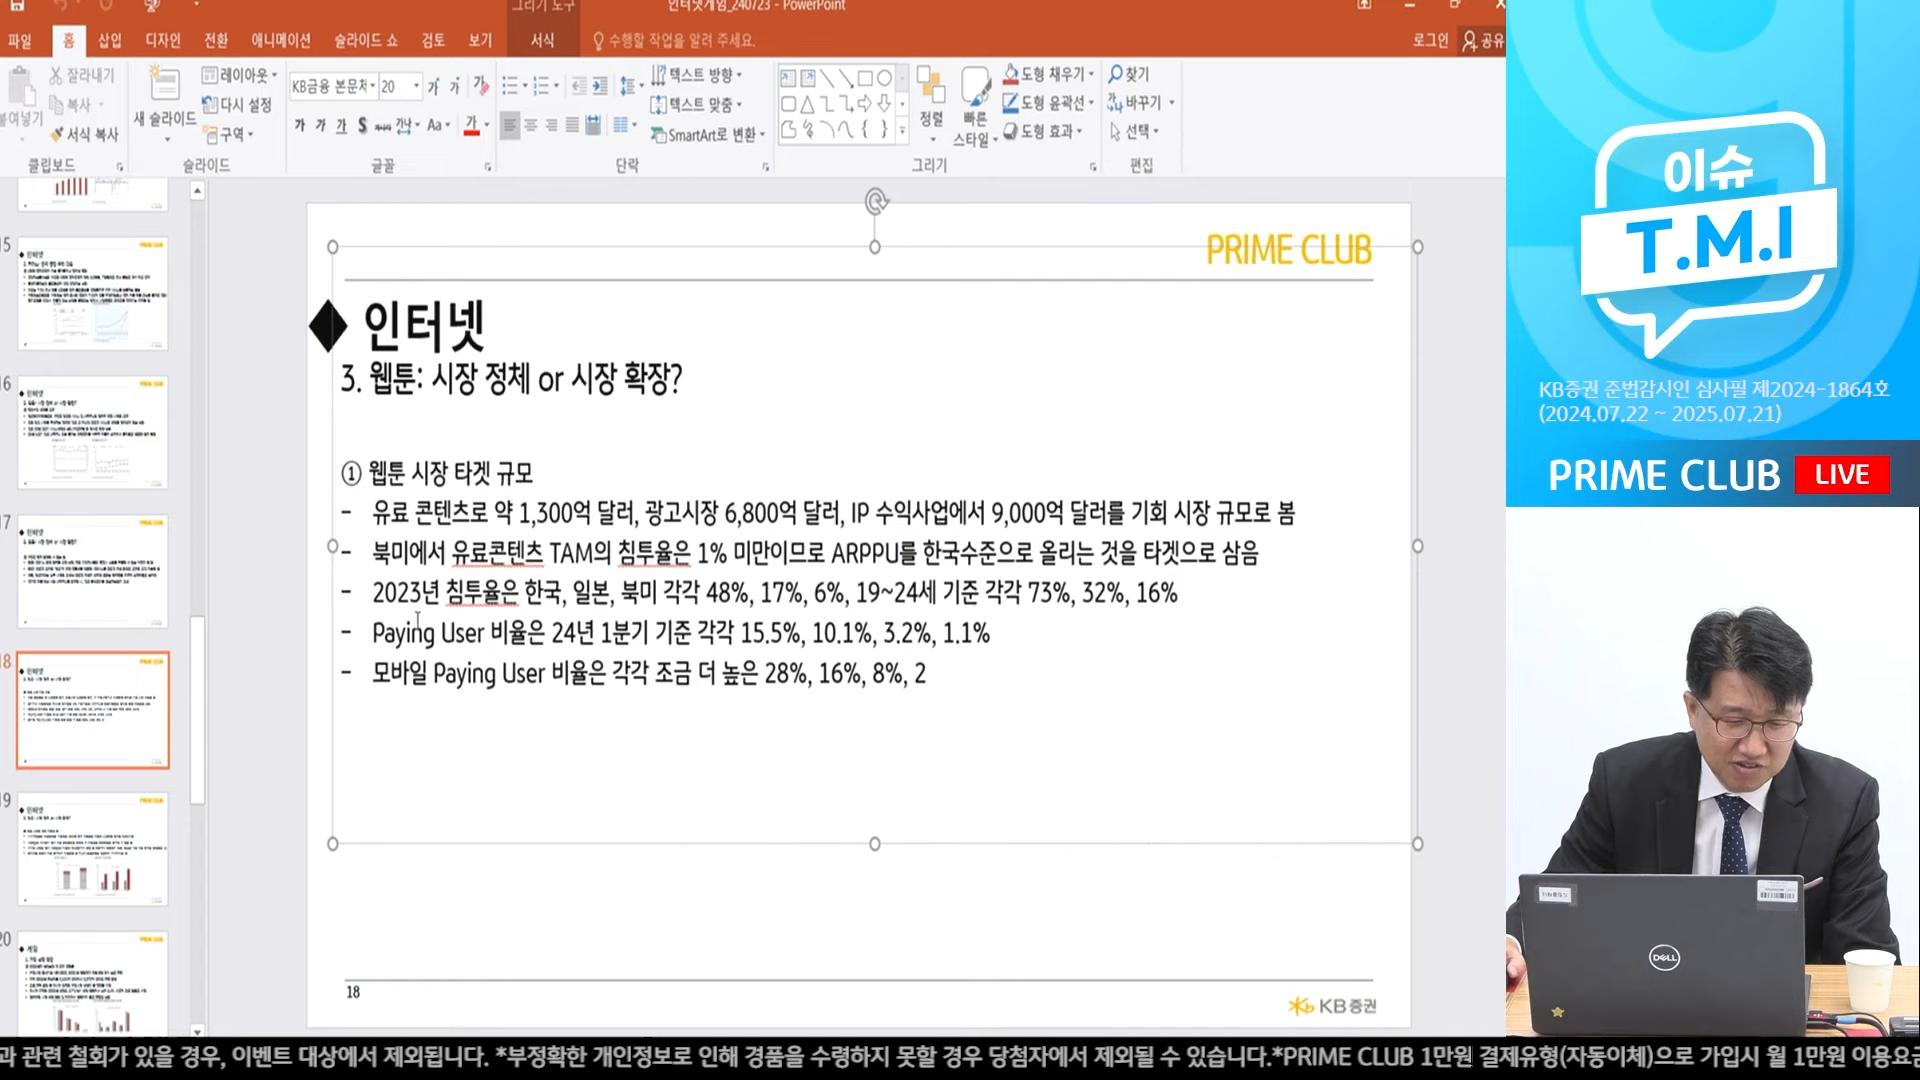 그리기 도구
인터넷게임_240723 - PowerPoint
파일 홈 삽입 디자인 전환 애니메이션 슬라이드 쇼 검토 보기 서식 수행할 작업을 알려 주세요. 로그인 공유
잘라내기
복사
서식 복사
클립보드
새 슬라이드
레이아웃
다시 설정
구역
슬라이드
KB금융 본문체 20
가 가 가 S Aa 가
글꼴
텍스트 방향
텍스트 맞춤
SmartArt로 변환
단락
정렬
빠른
스타일
도형 채우기
도형 윤곽선
도형 효과
그리기
찾기
바꾸기
선택
편집
PRIME CLUB
인터넷
3. 웹툰: 시장 정체 or 시장 확장?
① 웹툰 시장 타겟 규모
- 유료 콘텐츠로 약 1,300억 달러, 광고시장 6,800억 달러, IP 수익사업에서 9,000억 달러를 기회 시장 규모로 봄
- 북미에서 유료콘텐츠 TAM의 침투율은 1% 미만이므로 ARPPU를 한국수준으로 올리는 것을 타겟으로 삼음
- 2023년 침투율은 한국, 일본, 북미 각각 48%, 17%, 6%, 19~24세 기준 각각 73%, 32%, 16%
- Paying User 비율은 24년 1분기 기준 각각 15.5%, 10.1%, 3.2%, 1.1%
- 모바일 Paying User 비율은 각각 조금 더 높은 28%, 16%, 8%, 2
18
KB증권
이슈
T.M.I
KB증권 준법감시인 심사필 제2024-1864호
(2024.07.22 ~ 2025.07.21)
PRIME CLUB LIVE
DELL
과 관련 철회가 있을 경우, 이벤트 대상에서 제외됩니다. *부정확한 개인정보로 인해 경품을 수령하지 못할 경우 당첨자에서 제외될 수 있습니다.*PRIME CLUB 1만원 결제유형(자동이체)으로 가입시 월 1만원 이용요금